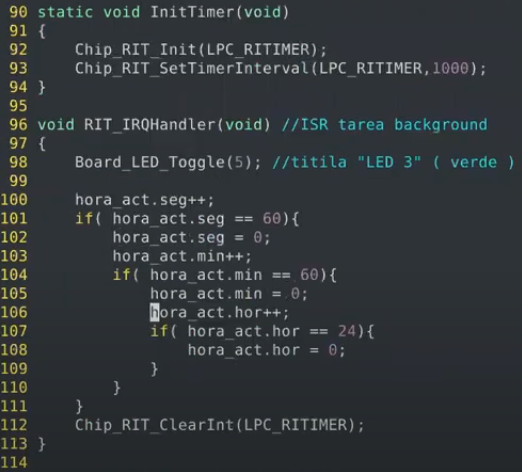 90 static void InitTimer(void)
91 {
92     Chip_RIT_Init(LPC_RITIMER);
93     Chip_RIT_SetTimerInterval(LPC_RITIMER,1000);
94 }
95
96 void RIT_IRQHandler(void) //ISR tarea background
97 {
98     Board_LED_Toggle(5); //titila "LED 3" ( verde )
99
100     hora_act.seg++;
101     if( hora_act.seg == 60){
102         hora_act.seg = 0;
103         hora_act.min++;
104         if( hora_act.min == 60){
105             hora_act.min = 0;
106             hora_act.hor++;
107             if( hora_act.hor == 24){
108                 hora_act.hor = 0;
109             }
110         }
111     }
112     Chip_RIT_ClearInt(LPC_RITIMER);
113 }
114